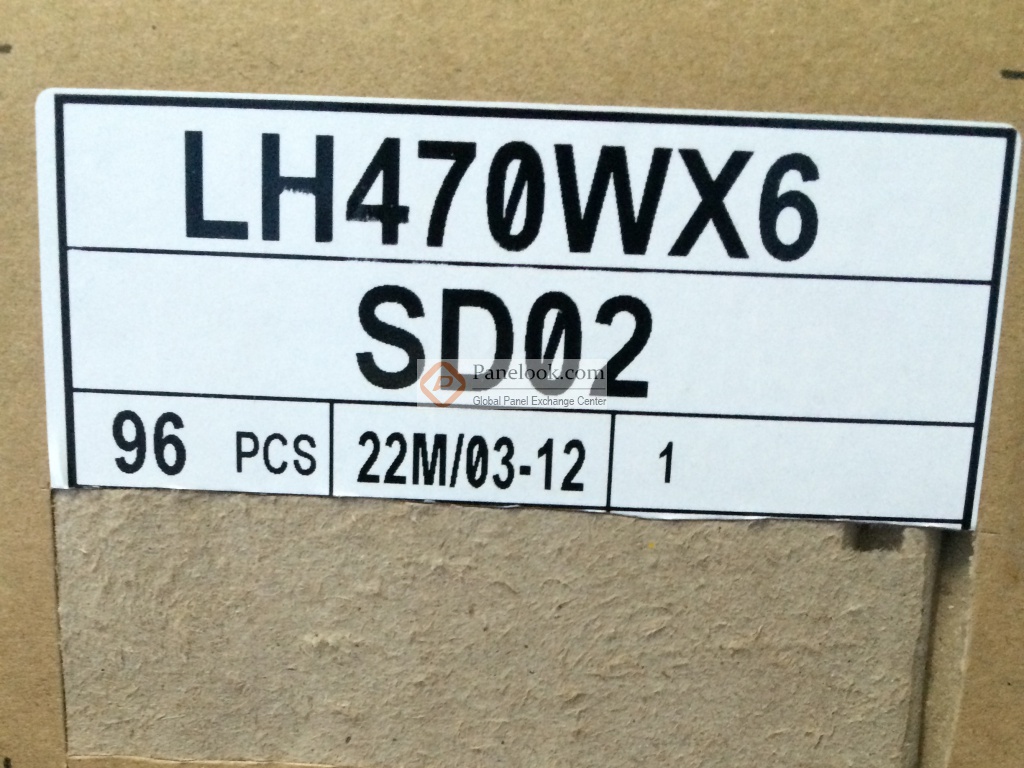 LH470WX6
SD02
Panelook.com
Global Panel Exchange Center
96 PCS 22M/03-12 1